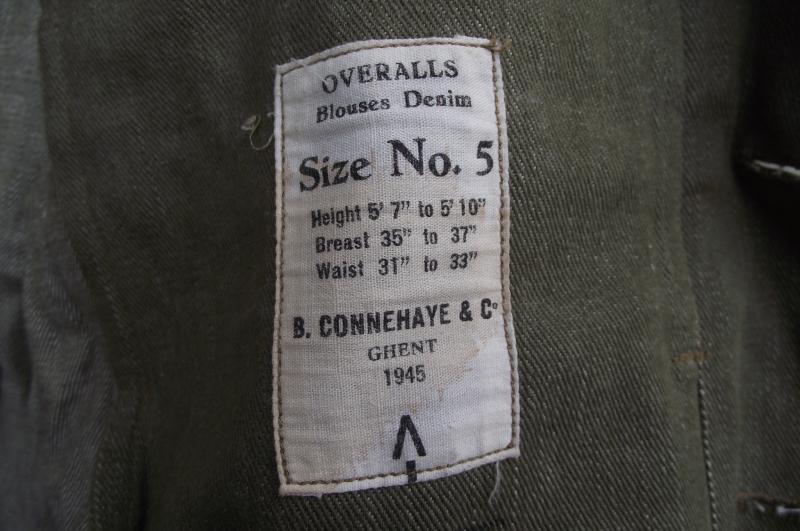 OVERALLS
Blouses Denim
Size No. 5
Height 5' 7" to 5' 10"
Breast 35" to 37"
Waist 31" to 33"
B. CONNEHAYE & Co
GHENT
1945